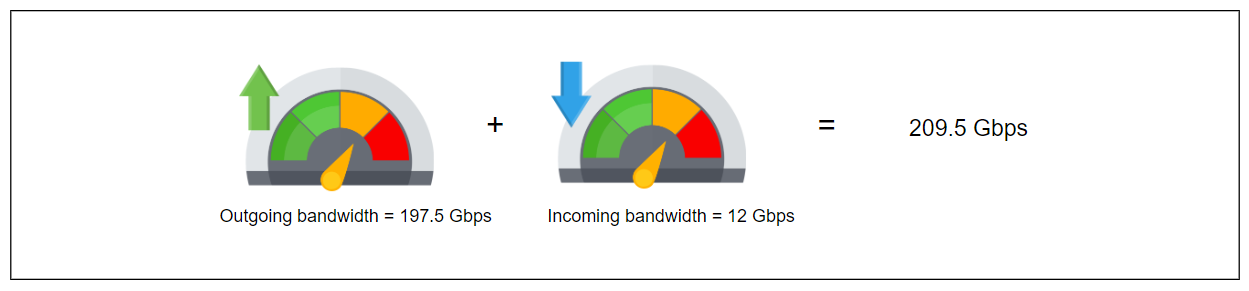 +
=
209.5 Gbps
Outgoing bandwidth = 197.5 Gbps
Incoming bandwidth = 12 Gbps